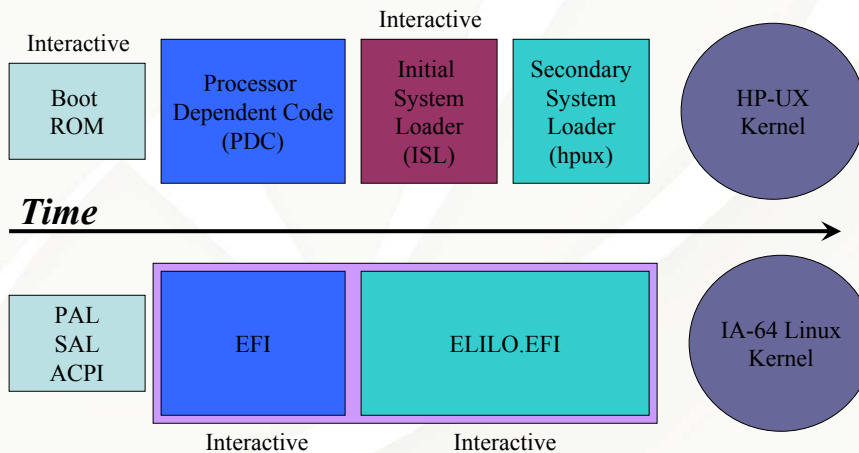 Interactive
Boot
ROM
Processor
Dependent Code
(PDC)
Interactive
Initial
System
Loader
(ISL)
Secondary
System
Loader
(hpux)
HP-UX
Kernel
Time
PAL
SAL
ACPI
EFI
ELILO.EFI
IA-64 Linux
Kernel
Interactive
Interactive